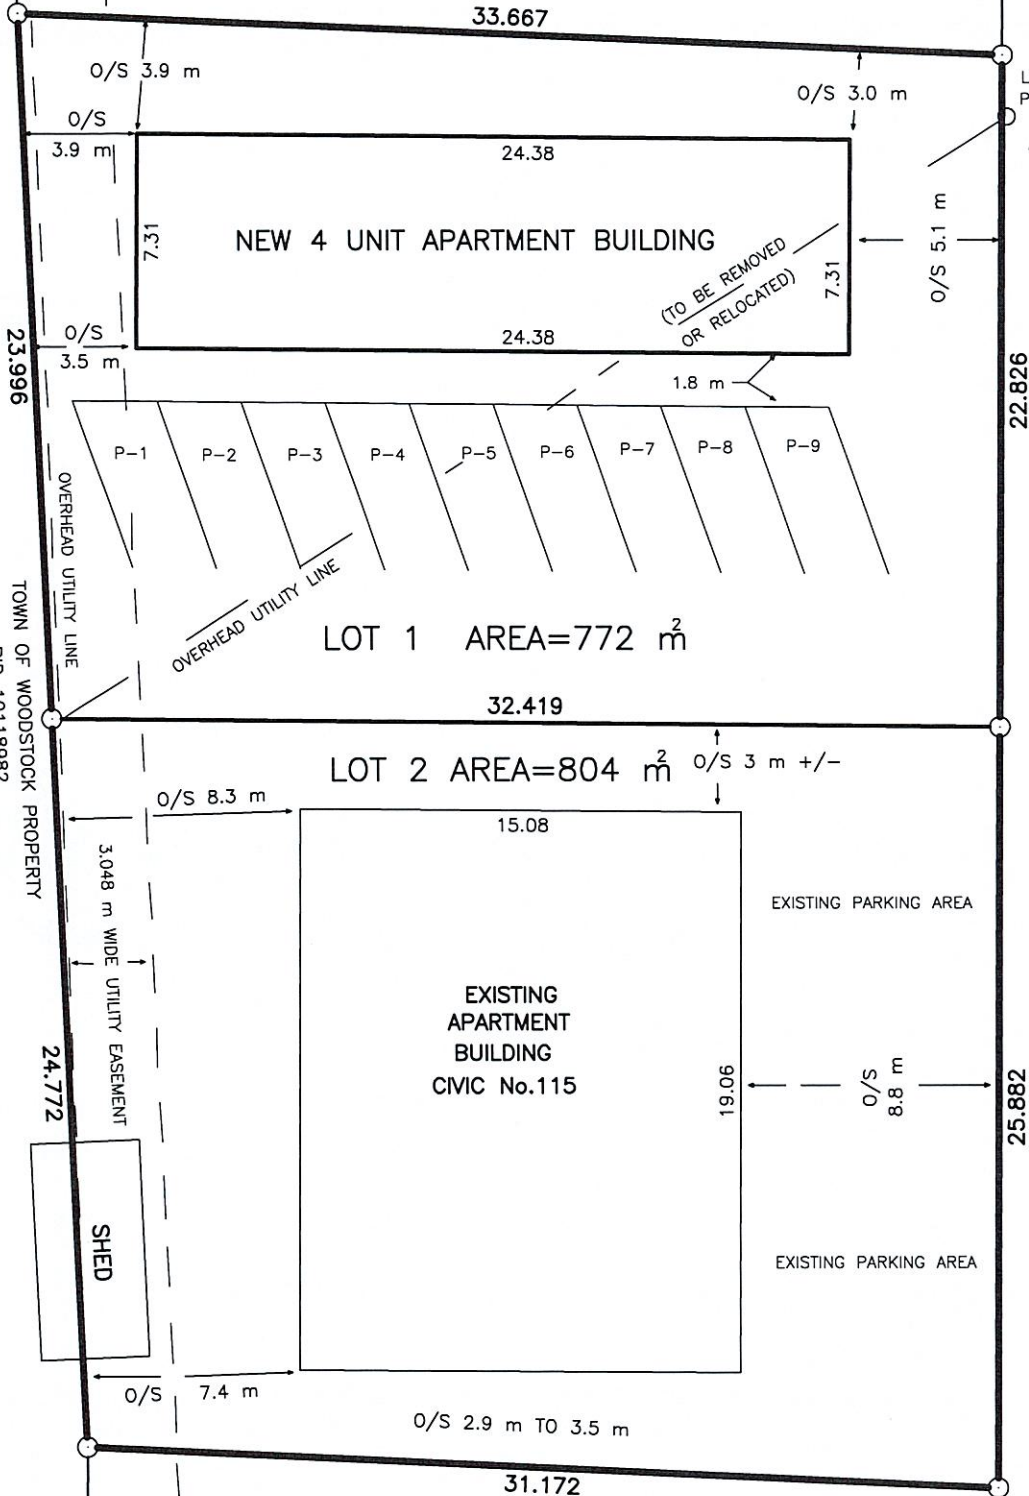 33.667
O/S 3.9 m
O/S 3.0 m
L
P
O/S
3.9 m
24.38
7.31
NEW 4 UNIT APARTMENT BUILDING
(TO BE REMOVED
OR RELOCATED)
7.31
O/S 5.1 m
O/S
3.5 m
24.38
1.8 m
23.996
22.826
P-1
P-2
P-3
P-4
P-5
P-6
P-7
P-8
P-9
OVERHEAD UTILITY LINE
OVERHEAD UTILITY LINE
TOWN OF WOODSTOCK PROPERTY
PID 10118982
LOT 1 AREA=772 m²
32.419
LOT 2 AREA=804 m²
O/S 3 m +/-
O/S 8.3 m
15.08
3.048 m WIDE UTILITY EASEMENT
EXISTING PARKING AREA
EXISTING
APARTMENT
BUILDING
CIVIC No.115
19.06
O/S
8.8 m
24.772
25.882
SHED
EXISTING PARKING AREA
O/S 7.4 m
O/S 2.9 m TO 3.5 m
31.172